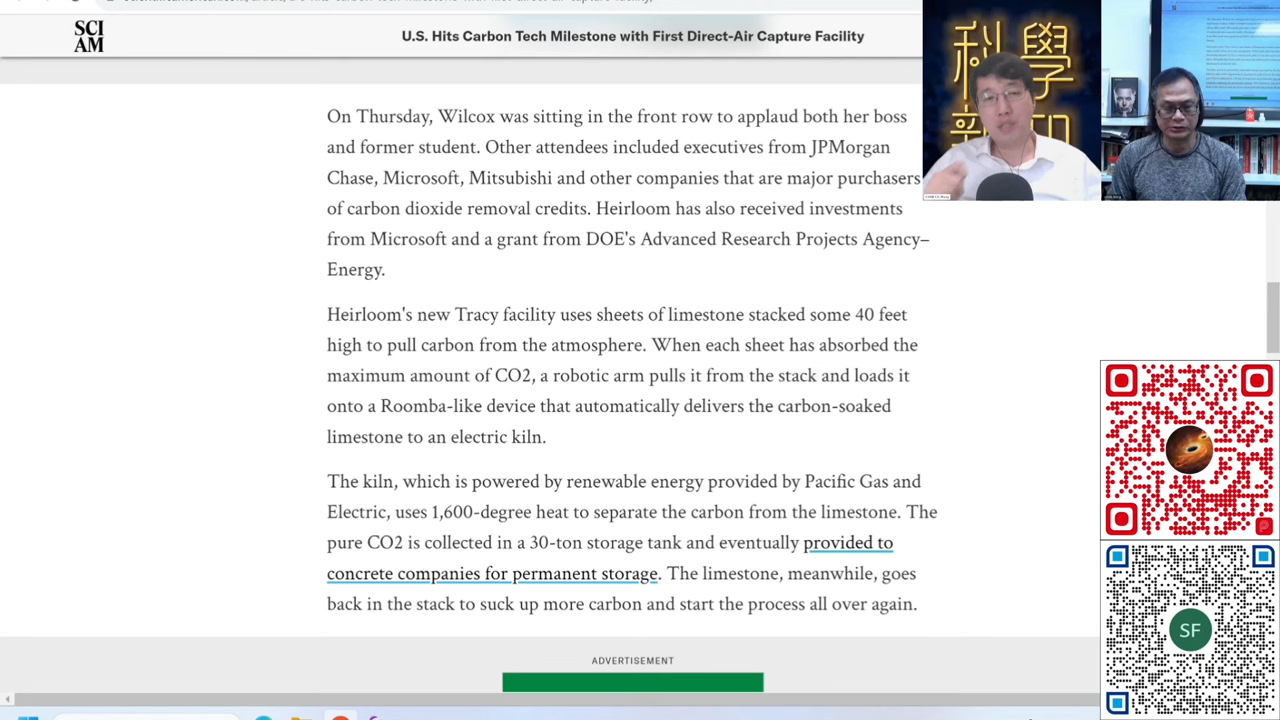 SCI
AM
U.S. Hits Carbon Tech Milestone with First Direct-Air Capture Facility
On Thursday, Wilcox was sitting in the front row to applaud both her boss
and former student. Other attendees included executives from JPMorgan
Chase, Microsoft, Mitsubishi and other companies that are major purchasers
of carbon dioxide removal credits. Heirloom has also received investments
from Microsoft and a grant from DOE's Advanced Research Projects Agency–
Energy.
Heirloom's new Tracy facility uses sheets of limestone stacked some 40 feet
high to pull carbon from the atmosphere. When each sheet has absorbed the
maximum amount of CO2, a robotic arm pulls it from the stack and loads it
onto a Roomba-like device that automatically delivers the carbon-soaked
limestone to an electric kiln.
The kiln, which is powered by renewable energy provided by Pacific Gas and
Electric, uses 1,600-degree heat to separate the carbon from the limestone. The
pure CO2 is collected in a 30-ton storage tank and eventually provided to
concrete companies for permanent storage. The limestone, meanwhile, goes
back in the stack to suck up more carbon and start the process all over again.
ADVERTISEMENT
科學
SF